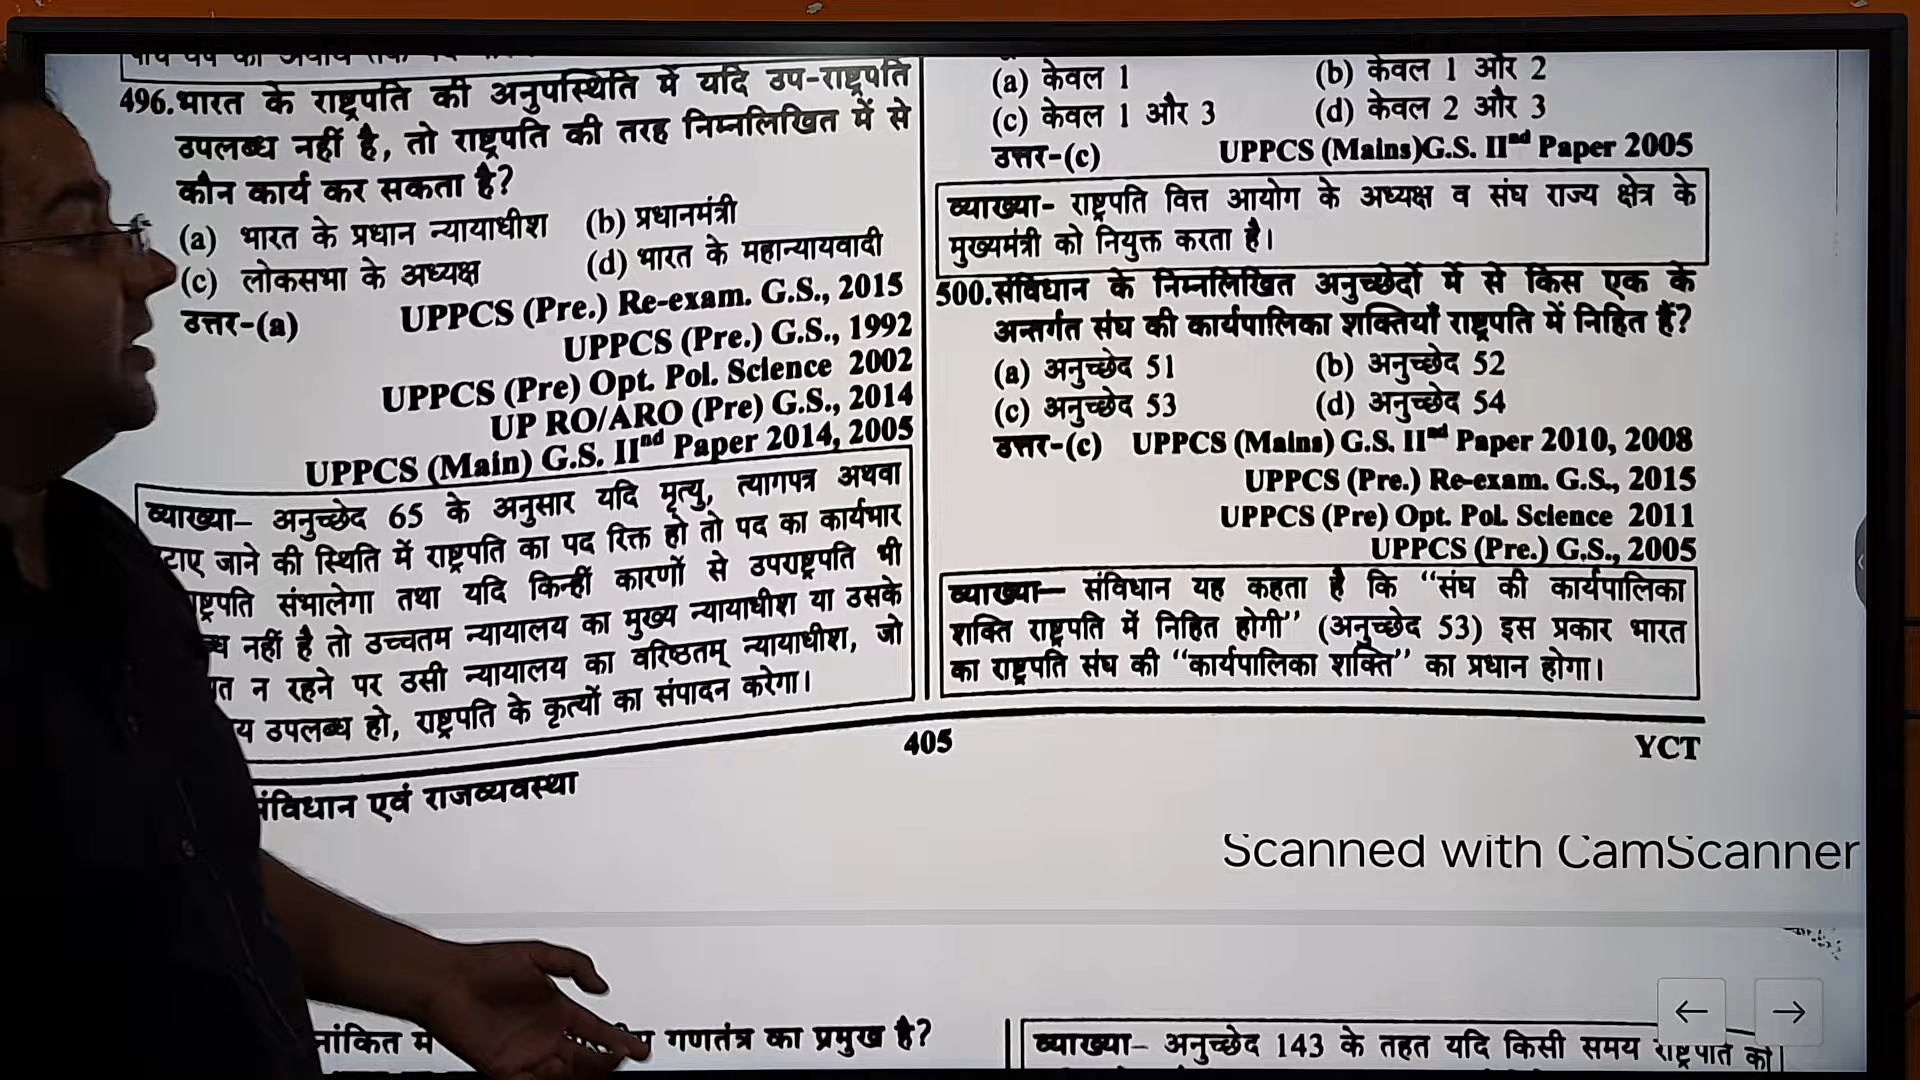 496.भारत के राष्ट्रपति की अनुपस्थिति में यदि उप-राष्ट्रपति
उपलब्ध नहीं है, तो राष्ट्रपति की तरह निम्नलिखित में से
कौन कार्य कर सकता है?
(a) भारत के प्रधान न्यायाधीश (b) प्रधानमंत्री
(c) लोकसभा के अध्यक्ष (d) भारत के महान्यायवादी
उत्तर-(a) UPPCS (Pre.) Re-exam. G.S., 2015
UPPCS (Pre.) G.S., 1992
UPPCS (Pre) Opt. Pol. Science 2002
UP RO/ARO (Pre) G.S., 2014
UPPCS (Main) G.S. IInd Paper 2014, 2005
व्याख्या– अनुच्छेद 65 के अनुसार यदि मृत्यु, त्यागपत्र अथवा
टाए जाने की स्थिति में राष्ट्रपति का पद रिक्त हो तो पद का कार्यभार
ष्ट्रपति संभालेगा तथा यदि किन्हीं कारणों से उपराष्ट्रपति भी
ध नहीं है तो उच्चतम न्यायालय का मुख्य न्यायाधीश या उसके
त न रहने पर उसी न्यायालय का वरिष्ठतम् न्यायाधीश, जो
य उपलब्ध हो, राष्ट्रपति के कृत्यों का संपादन करेगा।
(a) केवल 1 (b) केवल 1 और 2
(c) केवल 1 और 3 (d) केवल 2 और 3
उत्तर-(c) UPPCS (Mains)G.S. IInd Paper 2005
व्याख्या- राष्ट्रपति वित्त आयोग के अध्यक्ष व संघ राज्य क्षेत्र के
मुख्यमंत्री को नियुक्त करता है।
500.संविधान के निम्नलिखित अनुच्छेदों में से किस एक के
अन्तर्गत संघ की कार्यपालिका शक्तियाँ राष्ट्रपति में निहित हैं?
(a) अनुच्छेद 51 (b) अनुच्छेद 52
(c) अनुच्छेद 53 (d) अनुच्छेद 54
उत्तर-(c) UPPCS (Mains) G.S. IInd Paper 2010, 2008
UPPCS (Pre.) Re-exam. G.S., 2015
UPPCS (Pre) Opt. Pol. Science 2011
UPPCS (Pre.) G.S., 2005
व्याख्या— संविधान यह कहता है कि “संघ की कार्यपालिका
शक्ति राष्ट्रपति में निहित होगी” (अनुच्छेद 53) इस प्रकार भारत
का राष्ट्रपति संघ की “कार्यपालिका शक्ति” का प्रधान होगा।
405
YCT
संविधान एवं राजव्यवस्था
Scanned with CamScanner
गणतंत्र का प्रमुख है?
व्याख्या– अनुच्छेद 143 के तहत यदि किसी समय राष्ट्रपति को